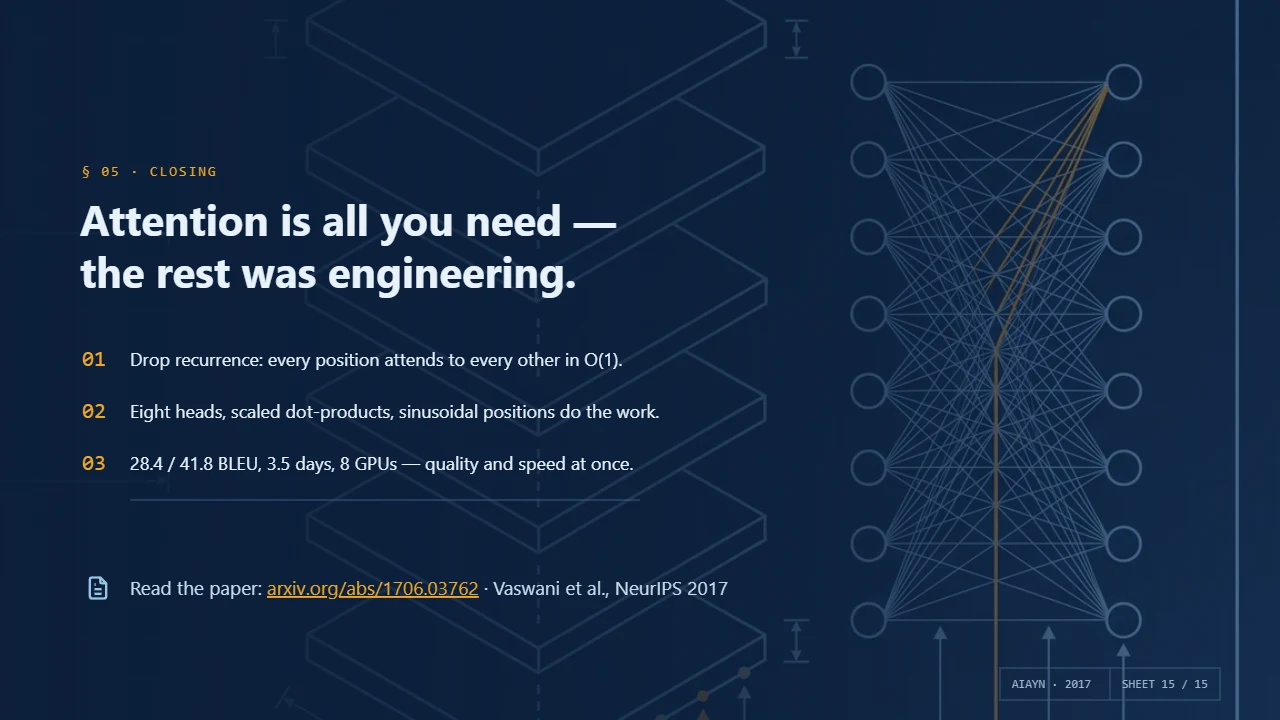 § 05 · CLOSING
Attention is all you need —
the rest was engineering.
01 Drop recurrence: every position attends to every other in O(1).
02 Eight heads, scaled dot-products, sinusoidal positions do the work.
03 28.4 / 41.8 BLEU, 3.5 days, 8 GPUs — quality and speed at once.
Read the paper: arxiv.org/abs/1706.03762 · Vaswani et al., NeurIPS 2017
AIAYN · 2017 SHEET 15 / 15